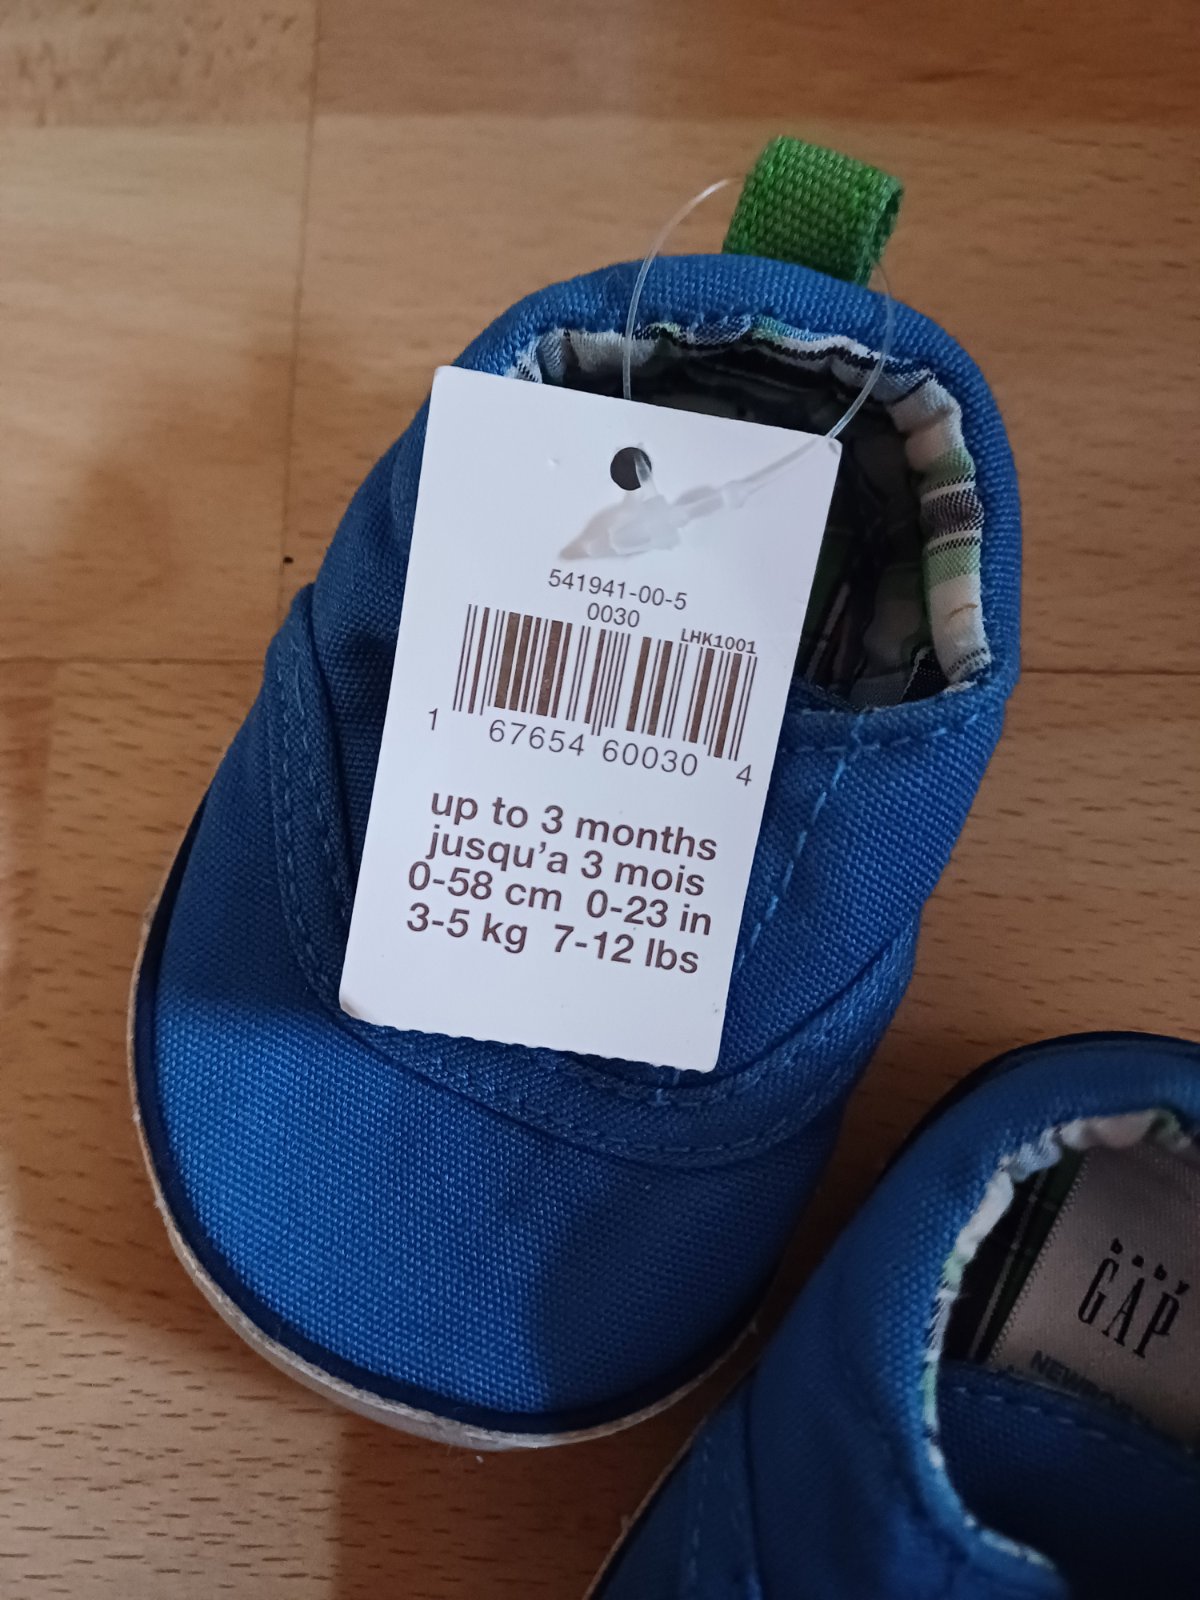 541941-00-5
0030
LHK1001
1 67654 60030 4
up to 3 months
jusqu'a 3 mois
0-58 cm 0-23 in
3-5 kg 7-12 lbs
baby
GAP